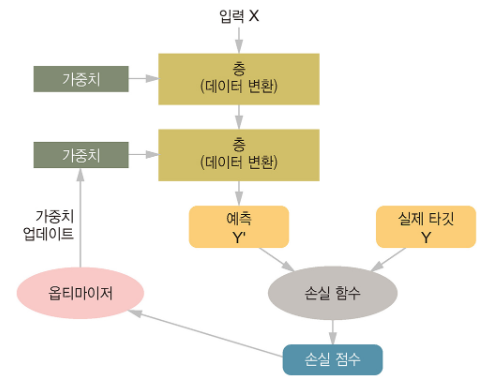 입력 X
가중치
층
(데이터 변환)
가중치
층
(데이터 변환)
가중치
업데이트
예측
Y'
실제 타깃
Y
옵티마이저
손실 함수
손실 점수